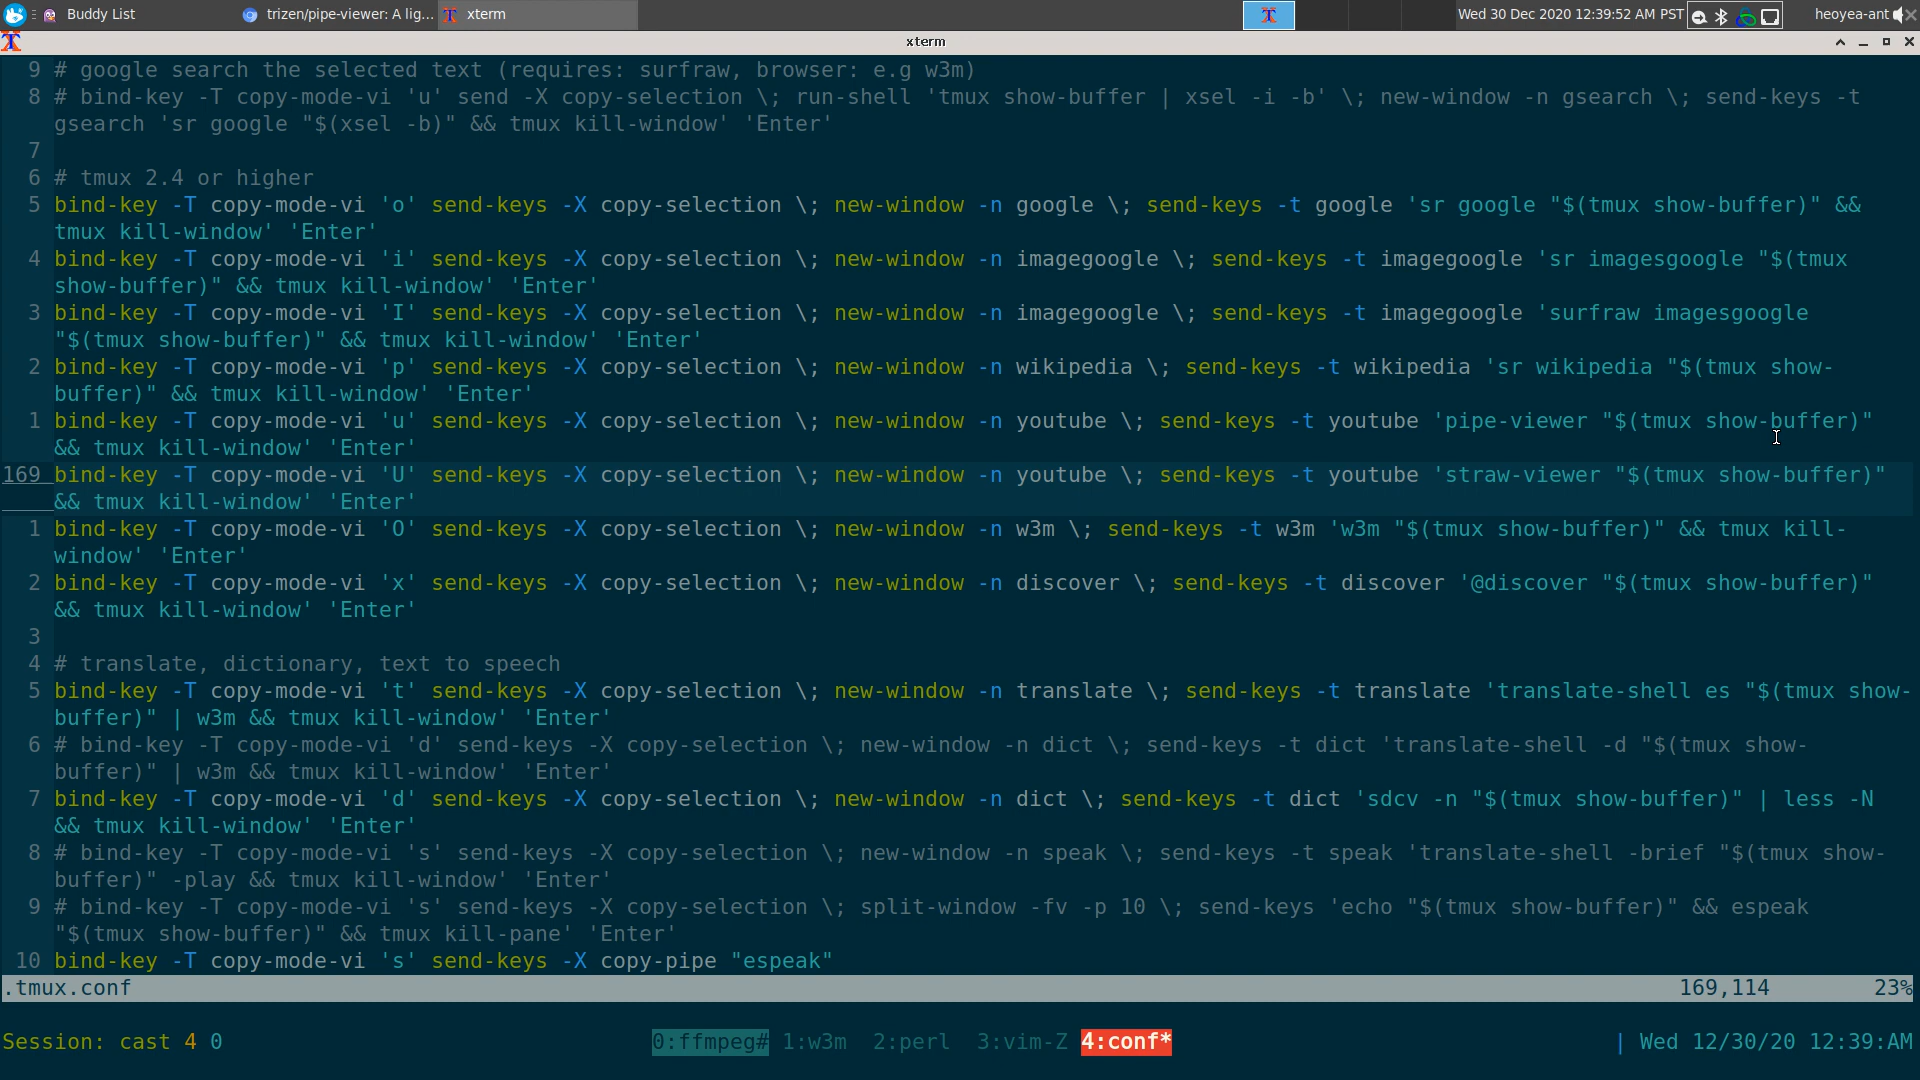 Buddy List
trizen/pipe-viewer: A lig...
xterm
Wed 30 Dec 2020 12:39:52 AM PST
heoyea-ant
xterm
9 # google search the selected text (requires: surfraw, browser: e.g w3m)
8 # bind-key -T copy-mode-vi 'u' send -X copy-selection \; run-shell 'tmux show-buffer | xsel -i -b' \; new-window -n gsearch \; send-keys -t
gsearch 'sr google "$(xsel -b)" && tmux kill-window' 'Enter'
7
6 # tmux 2.4 or higher
5 bind-key -T copy-mode-vi 'o' send-keys -X copy-selection \; new-window -n google \; send-keys -t google 'sr google "$(tmux show-buffer)" &&
tmux kill-window' 'Enter'
4 bind-key -T copy-mode-vi 'i' send-keys -X copy-selection \; new-window -n imagegoogle \; send-keys -t imagegoogle 'sr imagesgoogle "$(tmux
show-buffer)" && tmux kill-window' 'Enter'
3 bind-key -T copy-mode-vi 'I' send-keys -X copy-selection \; new-window -n imagegoogle \; send-keys -t imagegoogle 'surfraw imagesgoogle
"$(tmux show-buffer)" && tmux kill-window' 'Enter'
2 bind-key -T copy-mode-vi 'p' send-keys -X copy-selection \; new-window -n wikipedia \; send-keys -t wikipedia 'sr wikipedia "$(tmux show-
buffer)" && tmux kill-window' 'Enter'
1 bind-key -T copy-mode-vi 'u' send-keys -X copy-selection \; new-window -n youtube \; send-keys -t youtube 'pipe-viewer "$(tmux show-buffer)"
&& tmux kill-window' 'Enter'
169 bind-key -T copy-mode-vi 'U' send-keys -X copy-selection \; new-window -n youtube \; send-keys -t youtube 'straw-viewer "$(tmux show-buffer)"
&& tmux kill-window' 'Enter'
1 bind-key -T copy-mode-vi 'O' send-keys -X copy-selection \; new-window -n w3m \; send-keys -t w3m 'w3m "$(tmux show-buffer)" && tmux kill-
window' 'Enter'
2 bind-key -T copy-mode-vi 'x' send-keys -X copy-selection \; new-window -n discover \; send-keys -t discover '@discover "$(tmux show-buffer)"
&& tmux kill-window' 'Enter'
3
4 # translate, dictionary, text to speech
5 bind-key -T copy-mode-vi 't' send-keys -X copy-selection \; new-window -n translate \; send-keys -t translate 'translate-shell es "$(tmux show-
buffer)" | w3m && tmux kill-window' 'Enter'
6 # bind-key -T copy-mode-vi 'd' send-keys -X copy-selection \; new-window -n dict \; send-keys -t dict 'translate-shell -d "$(tmux show-
buffer)" | w3m && tmux kill-window' 'Enter'
7 bind-key -T copy-mode-vi 'd' send-keys -X copy-selection \; new-window -n dict \; send-keys -t dict 'sdcv -n "$(tmux show-buffer)" | less -N
&& tmux kill-window' 'Enter'
8 # bind-key -T copy-mode-vi 's' send-keys -X copy-selection \; new-window -n speak \; send-keys -t speak 'translate-shell -brief "$(tmux show-
buffer)" -play && tmux kill-window' 'Enter'
9 # bind-key -T copy-mode-vi 's' send-keys -X copy-selection \; split-window -fv -p 10 \; send-keys 'echo "$(tmux show-buffer)" && espeak
"$(tmux show-buffer)" && tmux kill-pane' 'Enter'
10 bind-key -T copy-mode-vi 's' send-keys -X copy-pipe "espeak"
.tmux.conf 169,114 23%
Session: cast 4 0 0:ffmpeg# 1:w3m 2:perl 3:vim-Z 4:conf* | Wed 12/30/20 12:39:AM